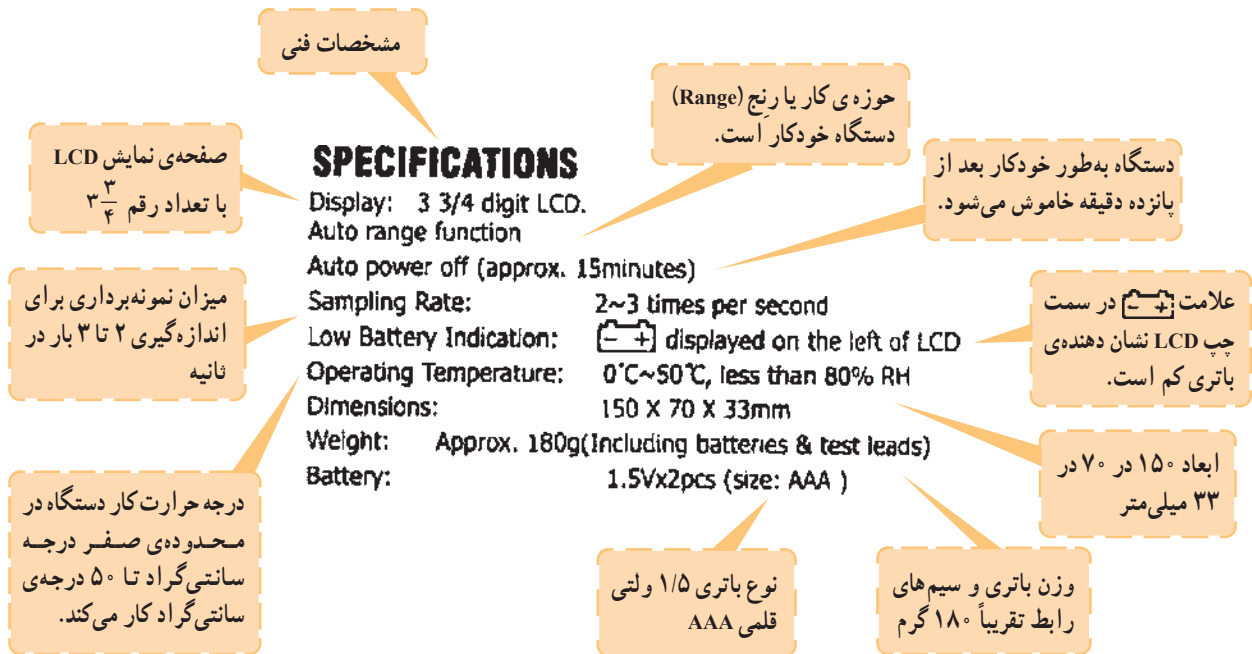 مشخصات فنی
حوزه ی کار یا رنج (Range)
دستگاه خودکار است.
صفحه‌ی نمایش LCD
با تعداد رقم ۳ ۳/۴
دستگاه به‌طور خودکار بعد از
پانزده دقیقه خاموش می‌شود.
SPECIFICATIONS
Display: 3 3/4 digit LCD.
Auto range function
Auto power off (approx. 15minutes)
Sampling Rate: 2~3 times per second
Low Battery Indication: - + displayed on the left of LCD
Operating Temperature: 0°C~50°C, less than 80% RH
Dimensions: 150 X 70 X 33mm
Weight: Approx. 180g(Including batteries & test leads)
Battery: 1.5Vx2pcs (size: AAA )
میزان نمونه‌برداری برای
اندازه‌گیری ۲ تا ۳ بار در
ثانیه
علامت - + در سمت
چپ LCD نشان دهنده‌ی
باتری کم است.
درجه حرارت کار دستگاه در
محدوده‌ی صفر درجه
سانتی‌گراد تا ۵۰ درجه‌ی
سانتی‌گراد کار می‌کند.
ابعاد ۱۵۰ در ۷۰ در
۳۳ میلی‌متر
نوع باتری ۱/۵ ولتی
قلمی AAA
وزن باتری و سیم‌های
رابط تقریباً ۱۸۰ گرم